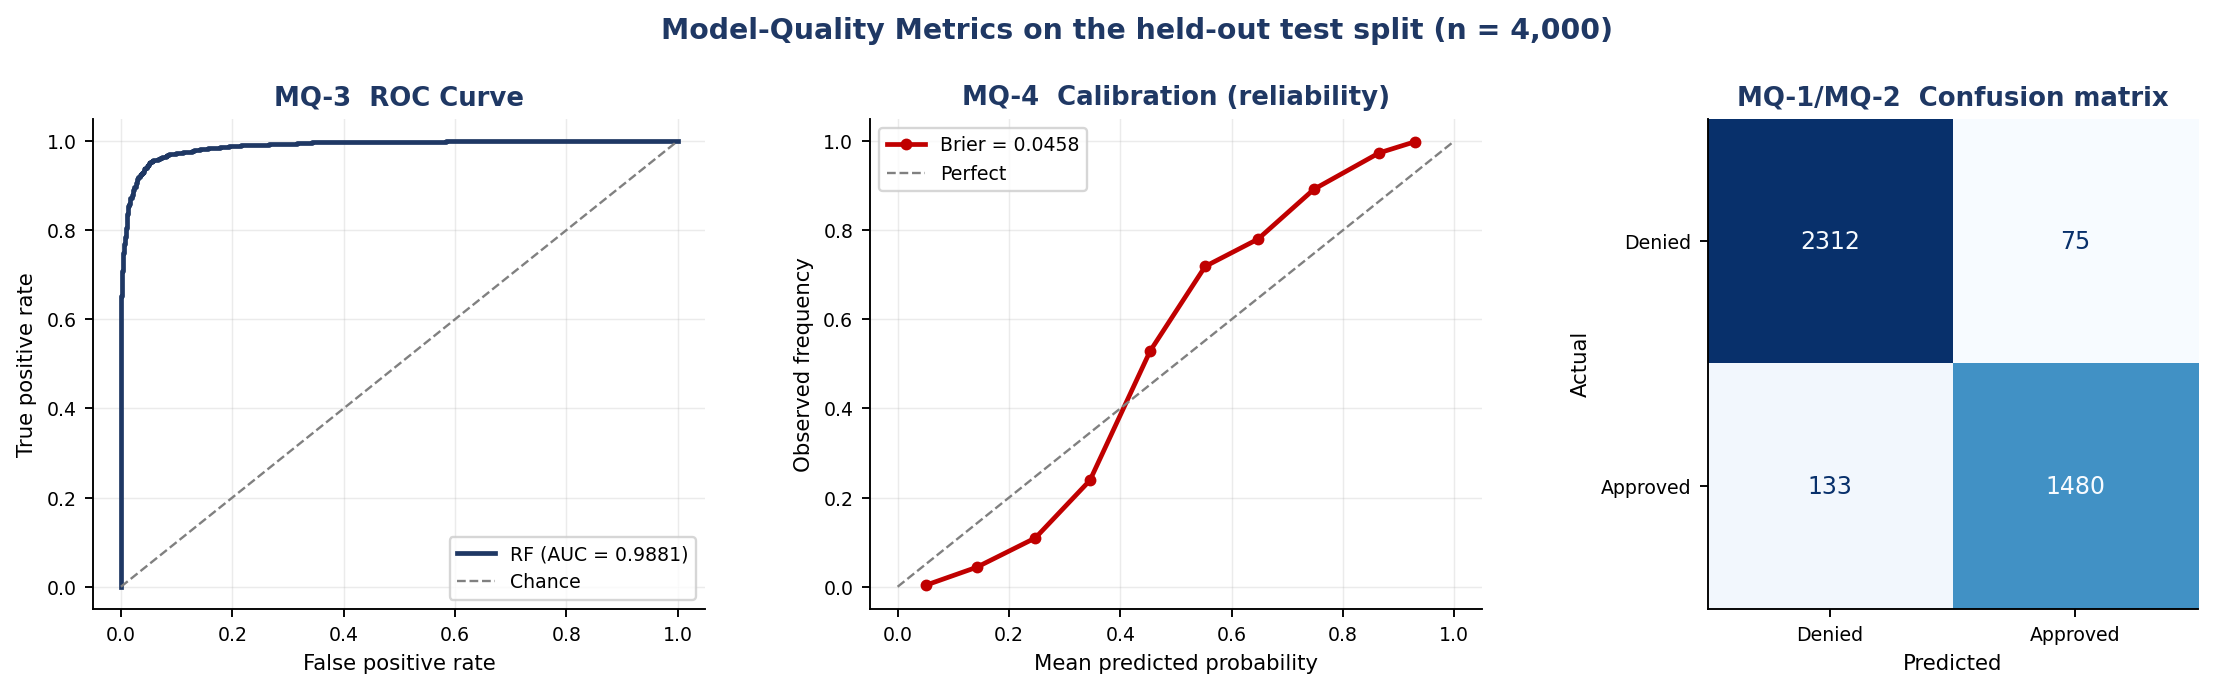 Model-Quality Metrics on the held-out test split (n = 4,000)
MQ-3  ROC Curve
True positive rate
1.0
0.8
0.6
0.4
0.2
0.0
RF (AUC = 0.9881)
Chance
0.0 0.2 0.4 0.6 0.8 1.0
False positive rate
MQ-4  Calibration (reliability)
Observed frequency
1.0
0.8
0.6
0.4
0.2
0.0
Brier = 0.0458
Perfect
0.0 0.2 0.4 0.6 0.8 1.0
Mean predicted probability
MQ-1/MQ-2  Confusion matrix
Actual
Denied 2312 75
Approved 133 1480
Denied Approved
Predicted